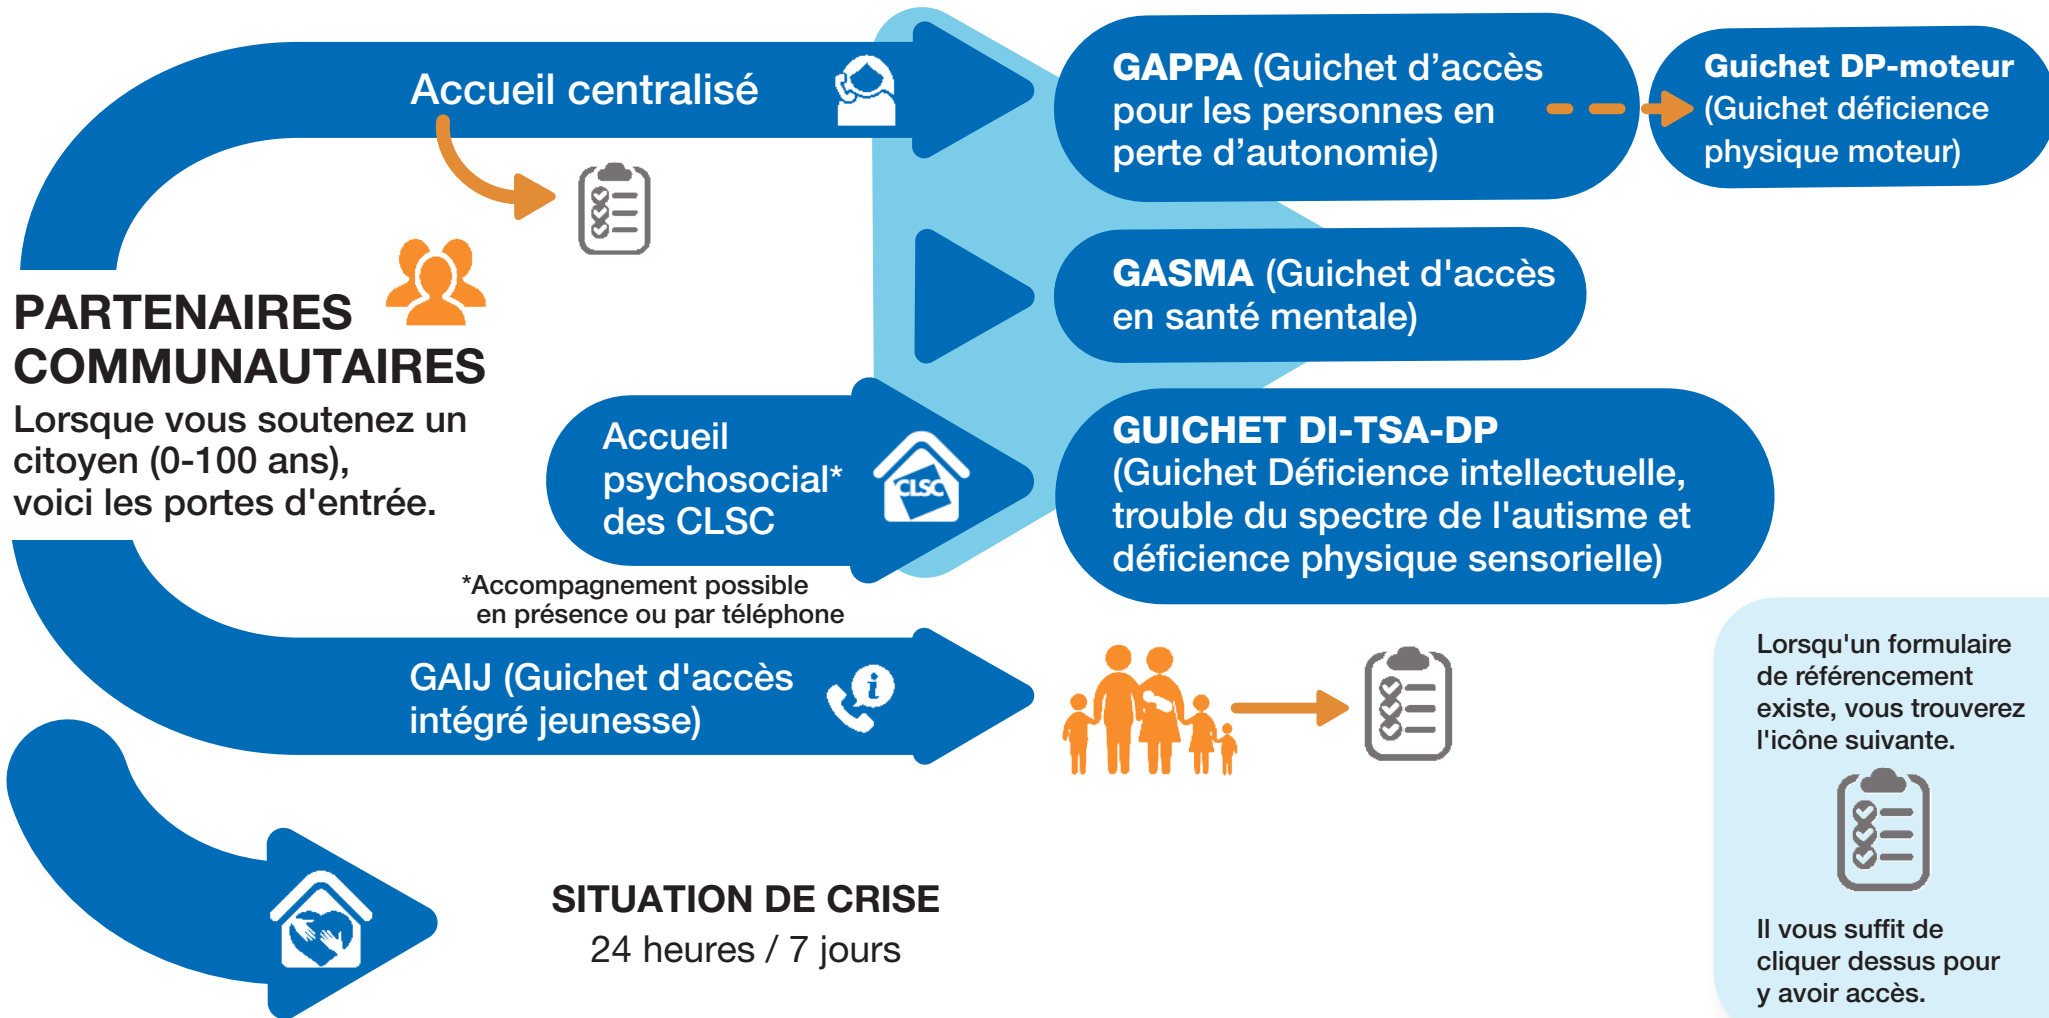 Accueil centralisé
GAPPA (Guichet d’accès
pour les personnes en
perte d’autonomie)
Guichet DP-moteur
(Guichet déficience
physique moteur)
PARTENAIRES
COMMUNAUTAIRES
Lorsque vous soutenez un
citoyen (0-100 ans),
voici les portes d'entrée.
GASMA (Guichet d'accès
en santé mentale)
Accueil
psychosocial*
des CLSC
CLSC
GUICHET DI-TSA-DP
(Guichet Déficience intellectuelle,
trouble du spectre de l'autisme et
déficience physique sensorielle)
*Accompagnement possible
en présence ou par téléphone
GAIJ (Guichet d'accès
intégré jeunesse)
i
Lorsqu'un formulaire
de référencement
existe, vous trouverez
l'icône suivante.
Il vous suffit de
cliquer dessus pour
y avoir accès.
SITUATION DE CRISE
24 heures / 7 jours